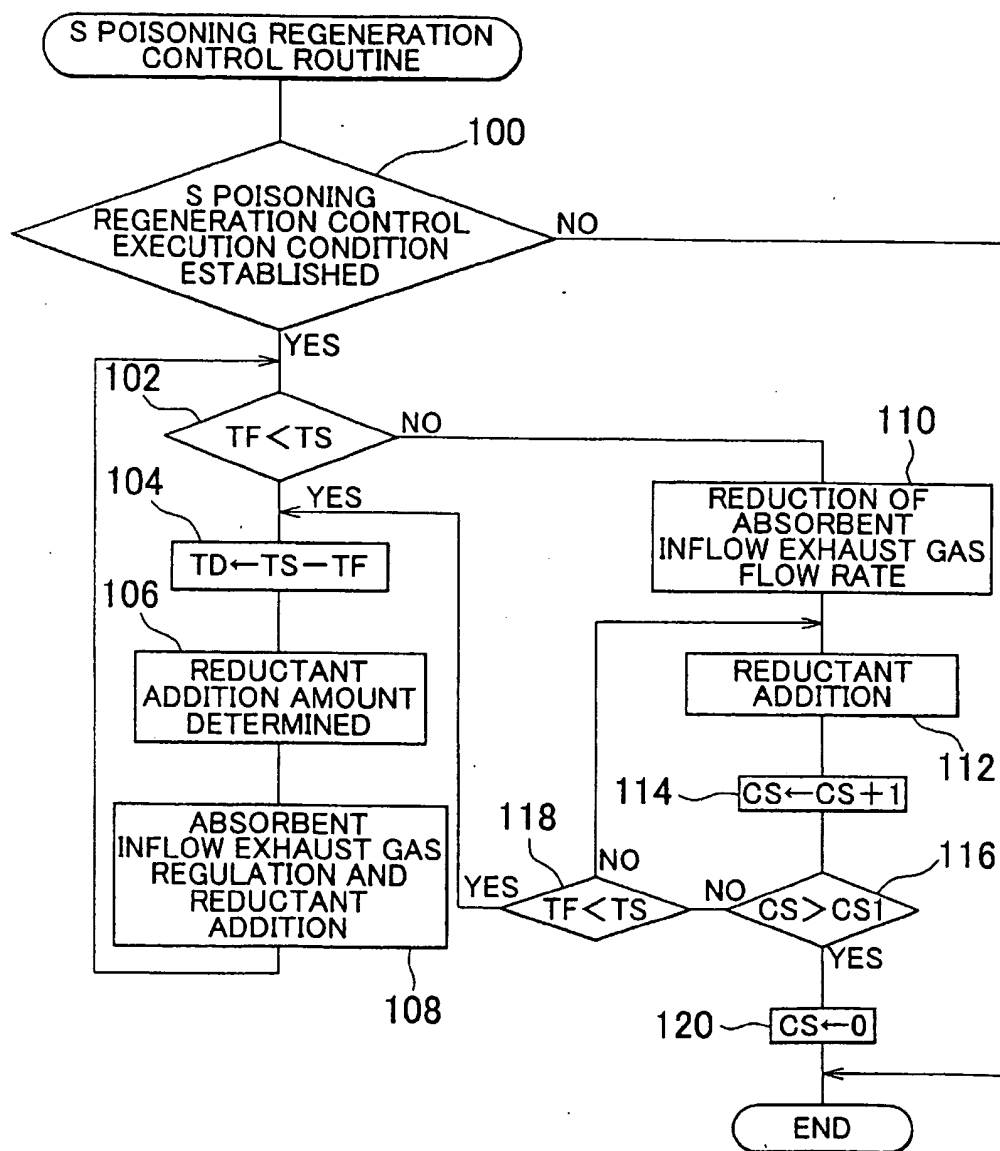 S POISONING REGENERATION
CONTROL ROUTINE
100
S POISONING
REGENERATION CONTROL
EXECUTION CONDITION
ESTABLISHED
NO
YES
102
TF<TS
NO
YES
104
TD←TS−TF
106
REDUCTANT
ADDITION AMOUNT
DETERMINED
ABSORBENT
INFLOW EXHAUST GAS
REGULATION AND
REDUCTANT
ADDITION
108
110
REDUCTION OF
ABSORBENT
INFLOW EXHAUST GAS
FLOW RATE
REDUCTANT
ADDITION
112
114
CS←CS+1
116
CS>CS1
NO
YES
118
TF<TS
NO
YES
120
CS←0
END